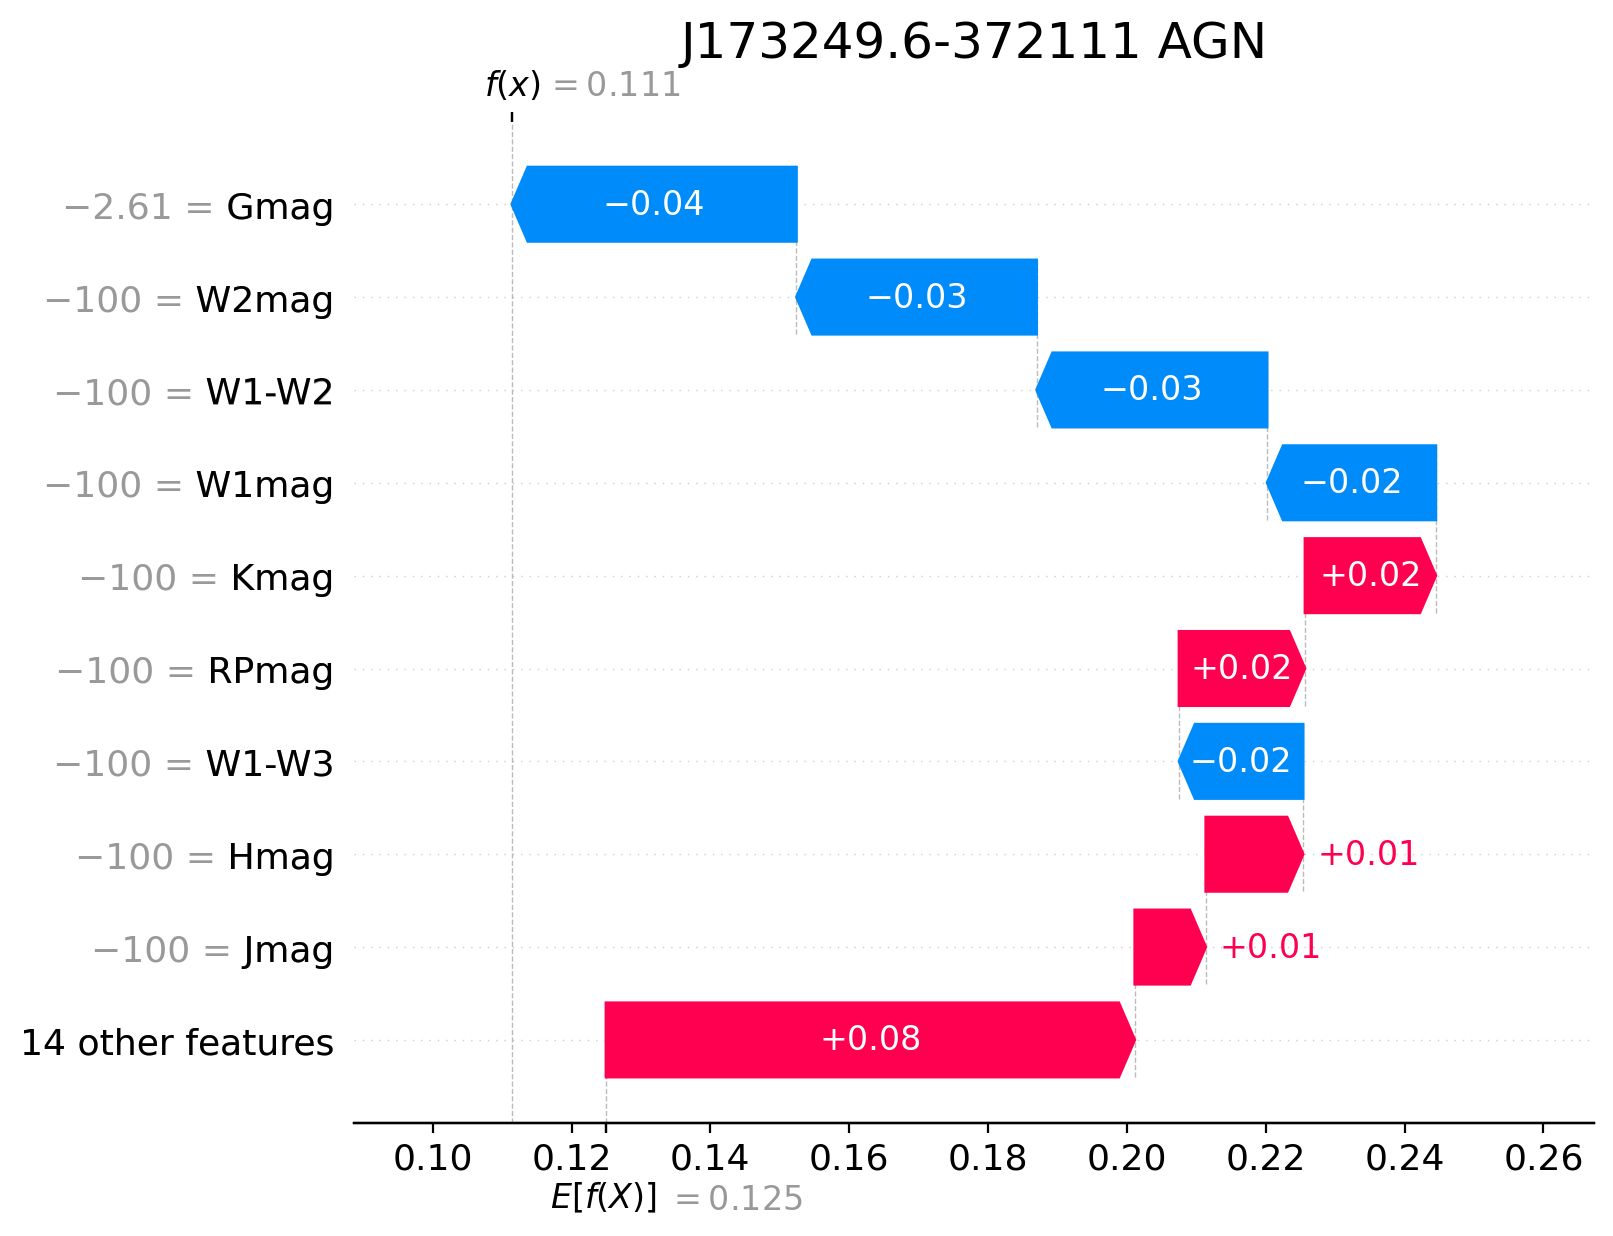 J173249.6-372111 AGN
f(x) = 0.111
−2.61 = Gmag
−0.04
−100 = W2mag
−0.03
−100 = W1-W2
−0.03
−100 = W1mag
−0.02
−100 = Kmag
+0.02
−100 = RPmag
+0.02
−100 = W1-W3
−0.02
−100 = Hmag
+0.01
−100 = Jmag
+0.01
14 other features
+0.08
0.10 0.12 0.14 0.16 0.18 0.20 0.22 0.24 0.26
E[f(X)] = 0.125